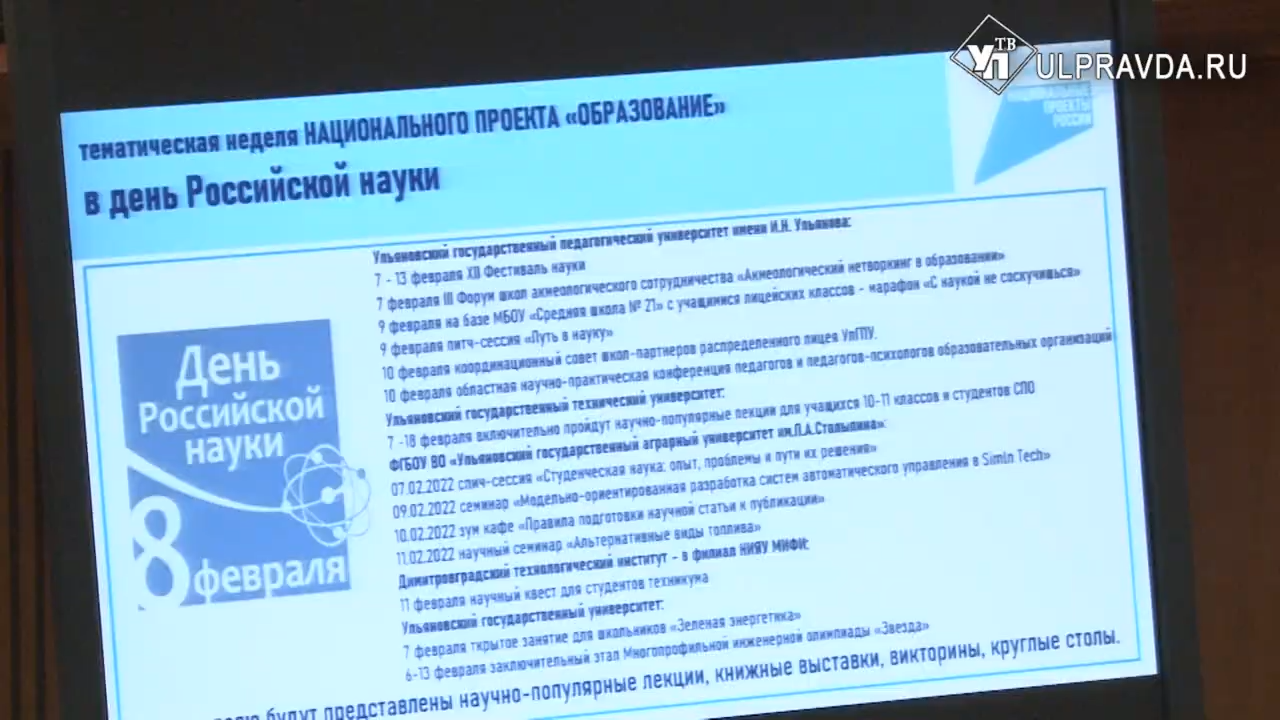 УП ТВ ULPRAVDA.RU
НАЦИОНАЛЬНЫЕ
ПРОЕКТЫ
РОССИИ
тематическая неделя НАЦИОНАЛЬНОГО ПРОЕКТА «ОБРАЗОВАНИЕ»
в день Российской науки
День
Российской
науки
8 февраля
Ульяновский государственный педагогический университет имени И.Н. Ульянова:
7 - 13 февраля XII Фестиваль науки
7 февраля III Форум школ акмеологического сотрудничества «Акмеологический нетворкинг в образовании»
9 февраля на базе МБОУ «Средняя школа № 21» с учащимися лицейских классов - марафон «С наукой не соскучишься»
9 февраля питч-сессия «Путь в науку»
10 февраля координационный совет школ-партнеров распределенного лицея УлГПУ.
10 февраля областная научно-практическая конференция педагогов и педагогов-психологов образовательных организаций
Ульяновский государственный технический университет:
7 -18 февраля включительно пройдут научно-популярные лекции для учащихся 10-11 классов и студентов СПО
ФГБОУ ВО «Ульяновский государственный аграрный университет им.П.А.Столыпина»:
07.02.2022 спич-сессия «Студенческая наука: опыт, проблемы и пути их решения»
09.02.2022 семинар «Модельно-ориентированная разработка систем автоматического управления в SimIn Tech»
10.02.2022 зум кафе «Правила подготовки научной статьи к публикации»
11.02.2022 научный семинар «Альтернативные виды топлива»
Димитровградский технологический институт - в филиал НИЯУ МИФИ:
11 февраля научный квест для студентов техникума
Ульяновский государственный университет:
7 февраля ткрытое занятие для школьников «Зеленая энергетика»
6-13 февраля заключительный этап Многопрофильной инженерной олимпиады «Звезда»
будут представлены научно-популярные лекции, книжные выставки, викторины, круглые столы.